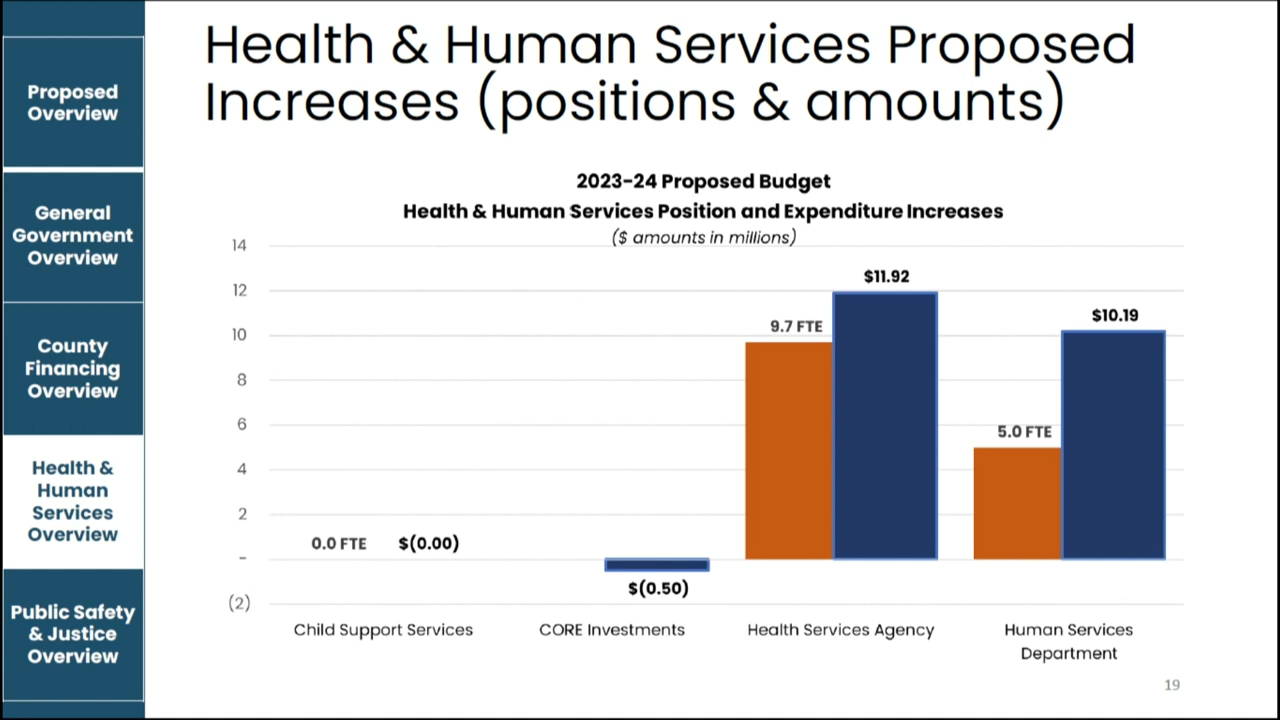 Health & Human Services Proposed
Increases (positions & amounts)
Proposed
Overview
General
Government
Overview
County
Financing
Overview
Health &
Human
Services
Overview
Public Safety
& Justice
Overview
2023-24 Proposed Budget
Health & Human Services Position and Expenditure Increases
($ amounts in millions)
14
12
10
8
6
4
2
-
(2)
0.0 FTE
$(0.00)
$(0.50)
9.7 FTE
$11.92
5.0 FTE
$10.19
Child Support Services
CORE Investments
Health Services Agency
Human Services
Department
19